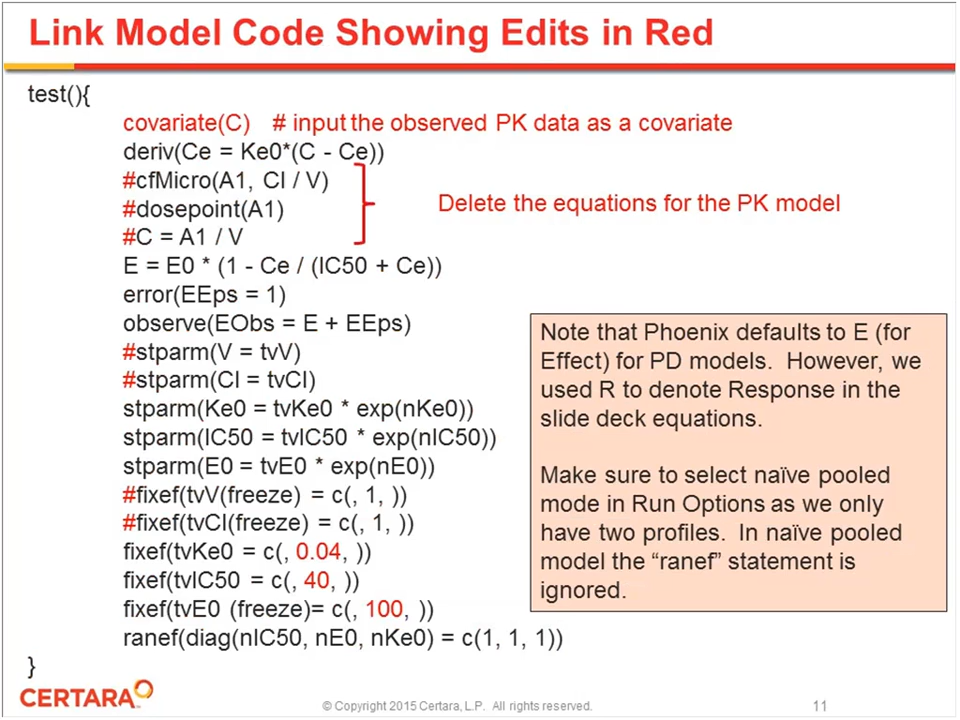 Link Model Code Showing Edits in Red
test(){
covariate(C) # input the observed PK data as a covariate
deriv(Ce = Ke0*(C - Ce))
#cfMicro(A1, Cl / V)
#dosepoint(A1)
#C = A1 / V
Delete the equations for the PK model
E = E0 * (1 - Ce / (IC50 + Ce))
error(EEps = 1)
observe(EObs = E + EEps)
#stparm(V = tvV)
#stparm(Cl = tvCl)
stparm(Ke0 = tvKe0 * exp(nKe0))
stparm(IC50 = tvIC50 * exp(nIC50))
stparm(E0 = tvE0 * exp(nE0))
#fixef(tvV(freeze) = c(, 1, ))
#fixef(tvCl(freeze) = c(, 1, ))
fixef(tvKe0 = c(, 0.04, ))
fixef(tvIC50 = c(, 40, ))
fixef(tvE0 (freeze)= c(, 100, ))
ranef(diag(nIC50, nE0, nKe0) = c(1, 1, 1))
}
Note that Phoenix defaults to E (for
Effect) for PD models. However, we
used R to denote Response in the
slide deck equations.
Make sure to select naïve pooled
mode in Run Options as we only
have two profiles. In naïve pooled
model the “ranef” statement is
ignored.
CERTARA
© Copyright 2015 Certara, L.P. All rights reserved.
11